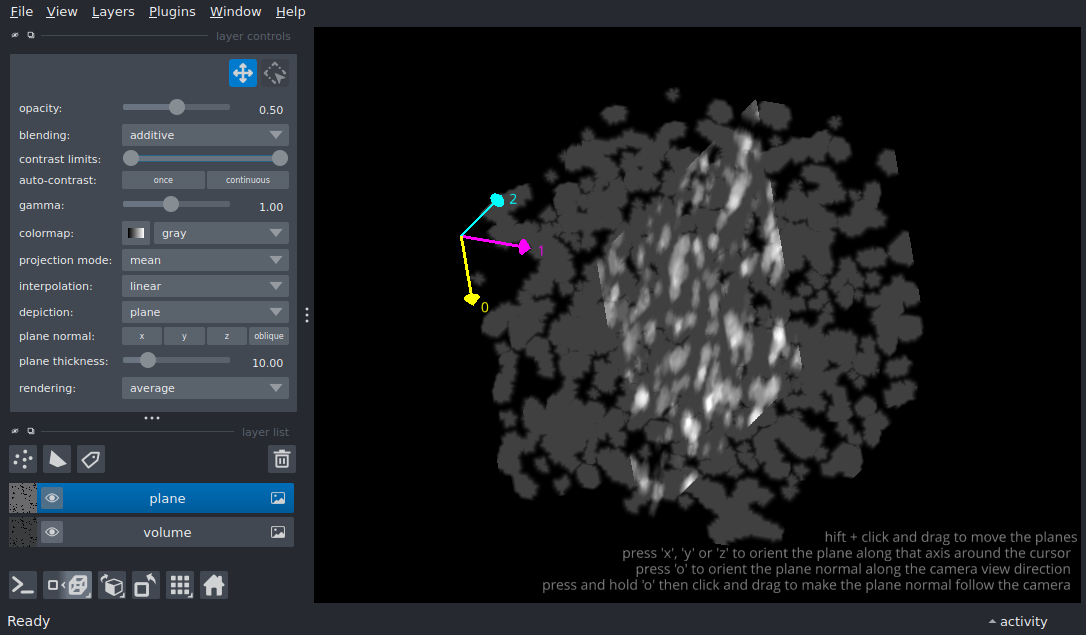 File View Layers Plugins Window Help
layer controls
opacity: 0.50
blending: additive
contrast limits:
auto-contrast: once continuous
gamma: 1.00
colormap: gray
projection mode: mean
interpolation: linear
depiction: plane
plane normal: x y z oblique
plane thickness: 10.00
rendering: average
layer list
plane
volume
2
1
0
hift + click and drag to move the planes
press 'x', 'y' or 'z' to orient the plane along that axis around the cursor
press 'o' to orient the plane normal along the camera view direction
press and hold 'o' then click and drag to make the plane normal follow the camera
Ready activity